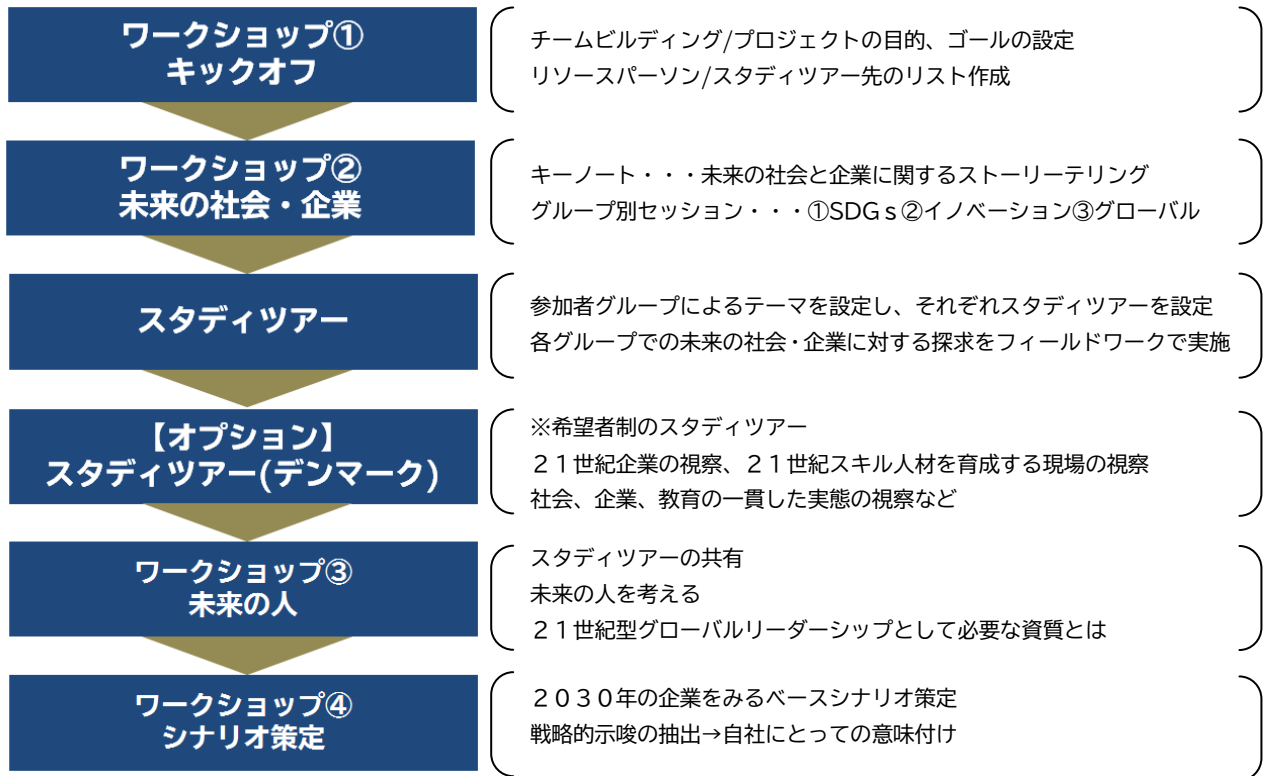 ワークショップ①
キックオフ
チームビルディング/プロジェクトの目的、ゴールの設定
リソースパーソン/スタディツアー先のリスト作成
ワークショップ②
未来の社会・企業
キーノート・・・未来の社会と企業に関するストーリーテリング
グループ別セッション・・・①SDGｓ②イノベーション③グローバル
スタディツアー
参加者グループによるテーマを設定し、それぞれスタディツアーを設定
各グループでの未来の社会・企業に対する探求をフィールドワークで実施
【オプション】
スタディツアー(デンマーク)
※希望者制のスタディツアー
２１世紀企業の視察、２１世紀スキル人材を育成する現場の視察
社会、企業、教育の一貫した実態の視察など
ワークショップ③
未来の人
スタディツアーの共有
未来の人を考える
２１世紀型グローバルリーダーシップとして必要な資質とは
ワークショップ④
シナリオ策定
２０３０年の企業をみるベースシナリオ策定
戦略的示唆の抽出→自社にとっての意味付け